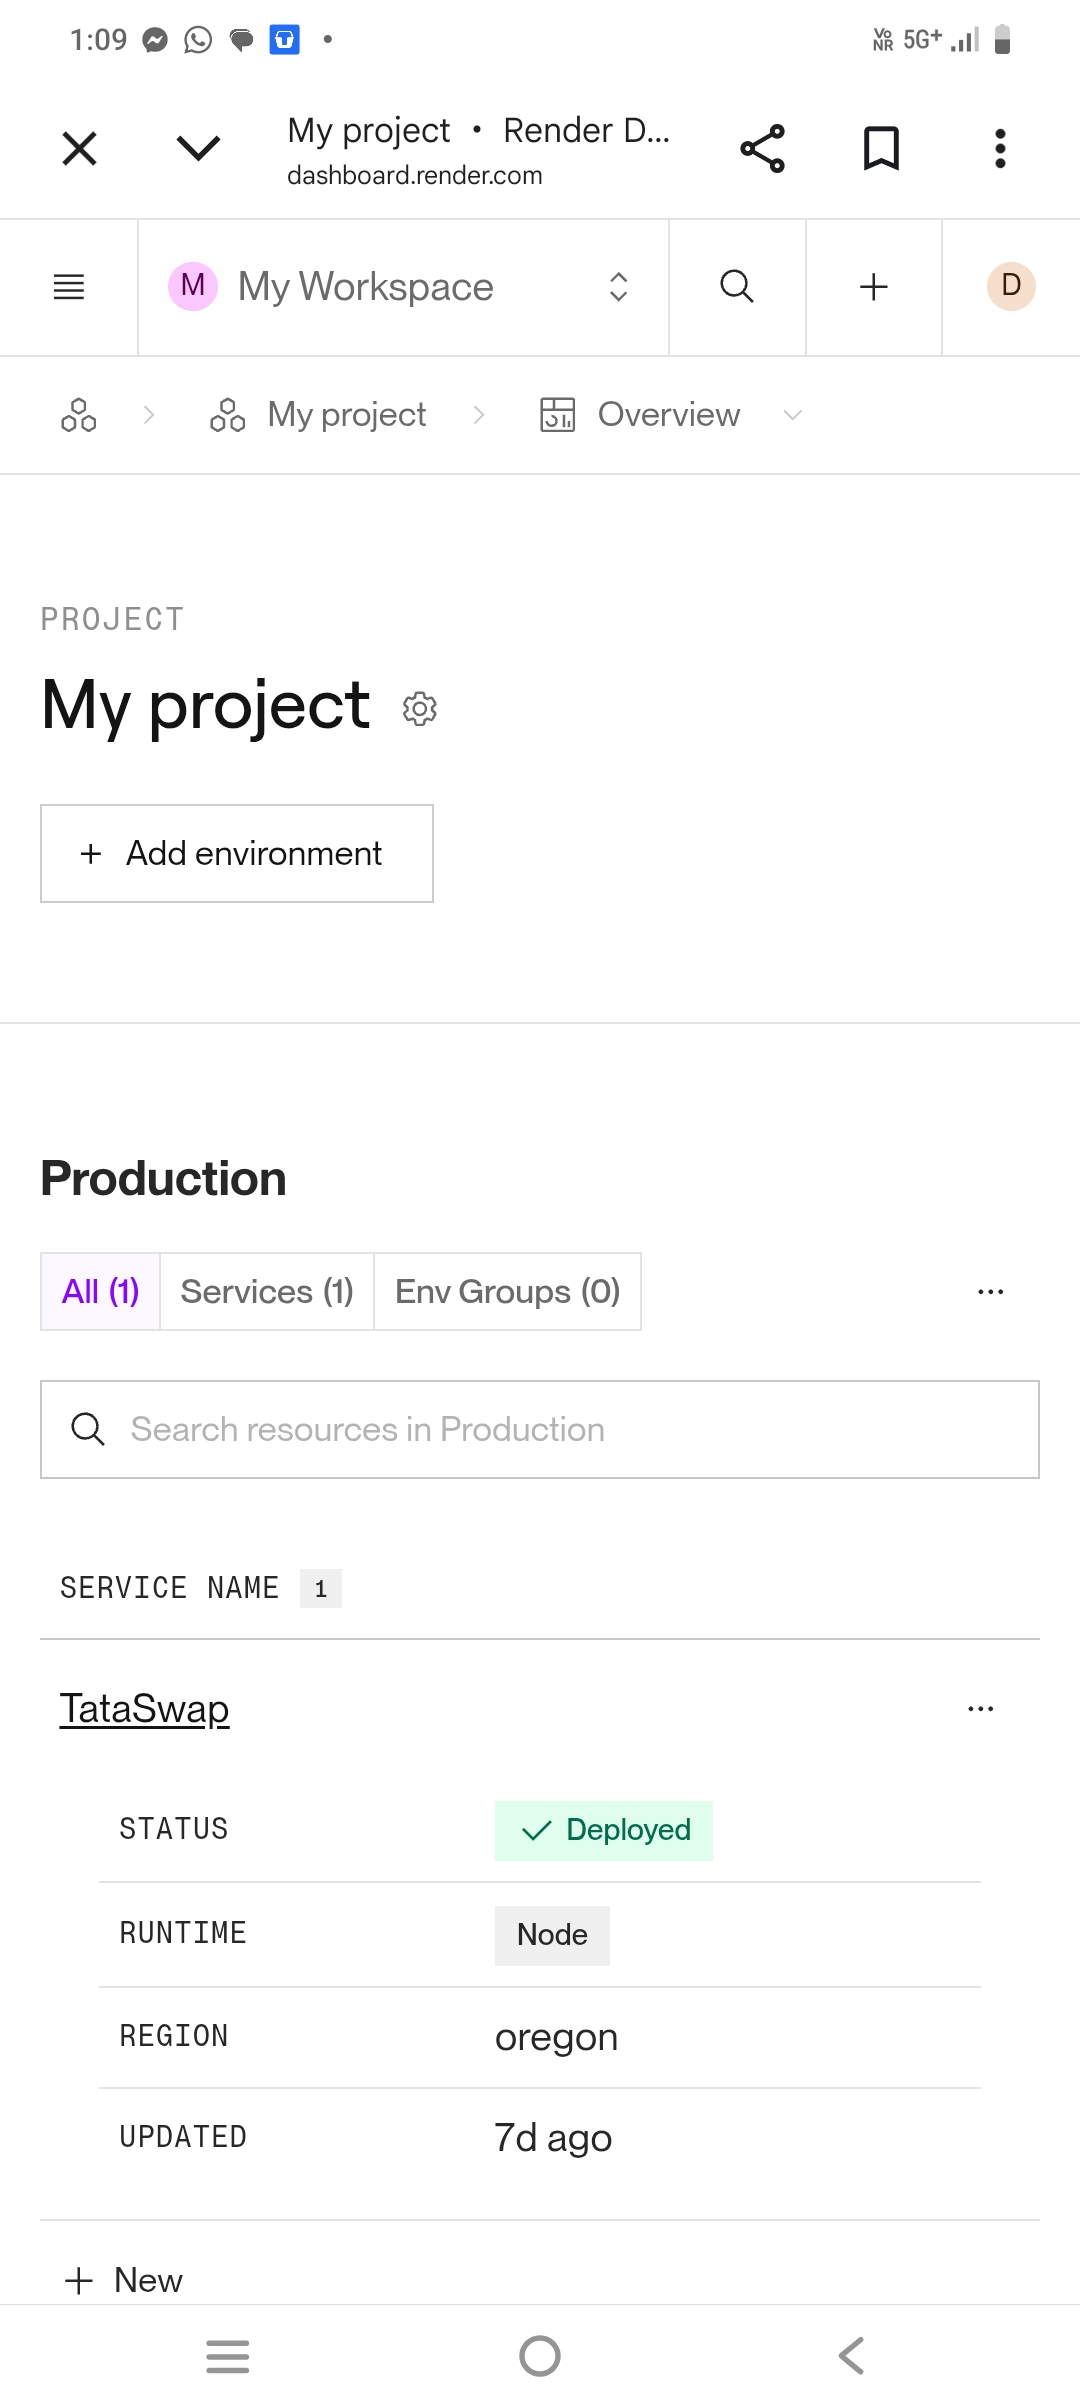 1:09
Vo NR 5G+
My project • Render D...
dashboard.render.com
M My Workspace D
My project Overview
PROJECT
My project
+ Add environment
Production
All (1) Services (1) Env Groups (0) ...
Search resources in Production
SERVICE NAME 1
TataSwap ...
STATUS Deployed
RUNTIME Node
REGION oregon
UPDATED 7d ago
+ New